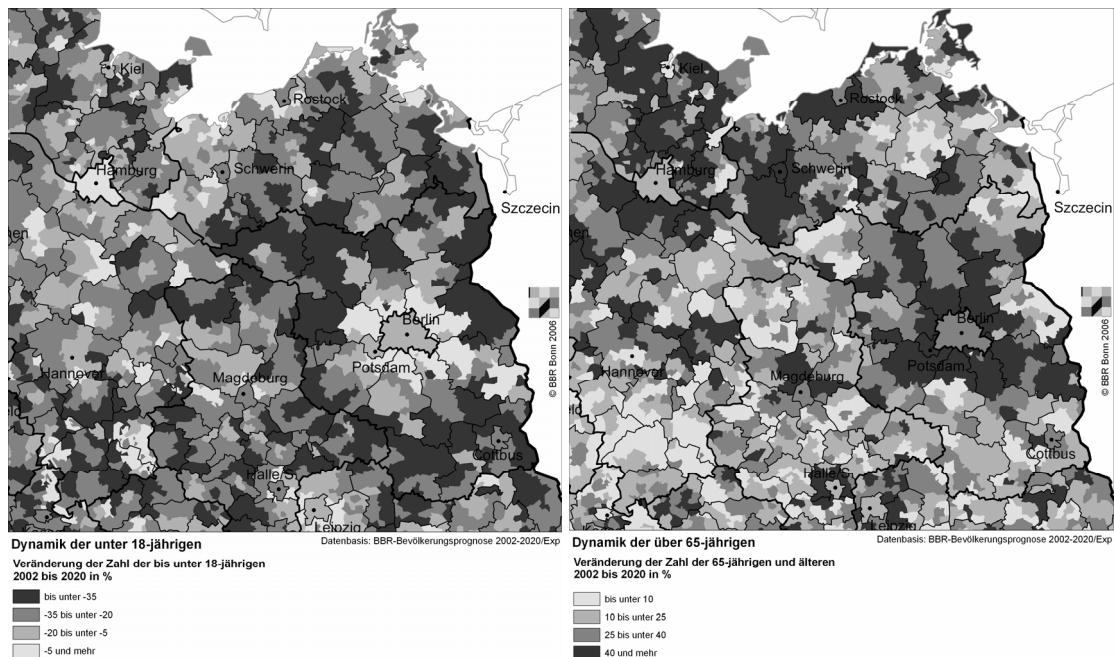 Kiel
Rostock
Hamburg
Schwerin
Szczecin
Berlin
Hannover
Magdeburg
Potsdam
Cottbus
Halle/S.
Leipzig
© BBR Bonn 2006
Dynamik der unter 18-jährigen
Datenbasis: BBR-Bevölkerungsprognose 2002-2020/Exp
Veränderung der Zahl der bis unter 18-jährigen
2002 bis 2020 in %
bis unter -35
-35 bis unter -20
-20 bis unter -5
-5 und mehr
Kiel
Rostock
Hamburg
Schwerin
Szczecin
Berlin
Hannover
Magdeburg
Potsdam
Cottbus
Halle/S.
Leipzig
© BBR Bonn 2006
Dynamik der über 65-jährigen
Datenbasis: BBR-Bevölkerungsprognose 2002-2020/Exp
Veränderung der Zahl der 65-jährigen und älteren
2002 bis 2020 in %
bis unter 10
10 bis unter 25
25 bis unter 40
40 und mehr